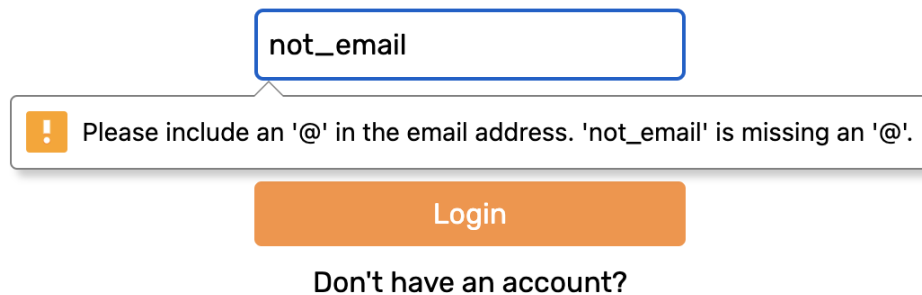 not_email
Please include an '@' in the email address. 'not_email' is missing an '@'.
Login
Don't have an account?